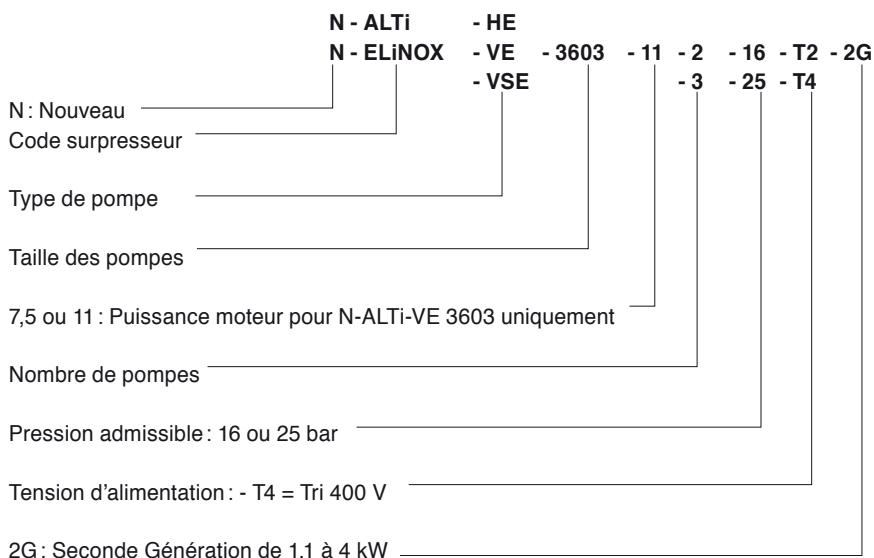 N - ALTi - HE
N - ELiNOX - VE - 3603 - 11 - 2 - 16 - T2 - 2G
- VSE - 3 - 25 - T4
N : Nouveau
Code surpresseur
Type de pompe
Taille des pompes
7,5 ou 11 : Puissance moteur pour N-ALTi-VE 3603 uniquement
Nombre de pompes
Pression admissible : 16 ou 25 bar
Tension d’alimentation : - T4 = Tri 400 V
2G : Seconde Génération de 1.1 à 4 kW